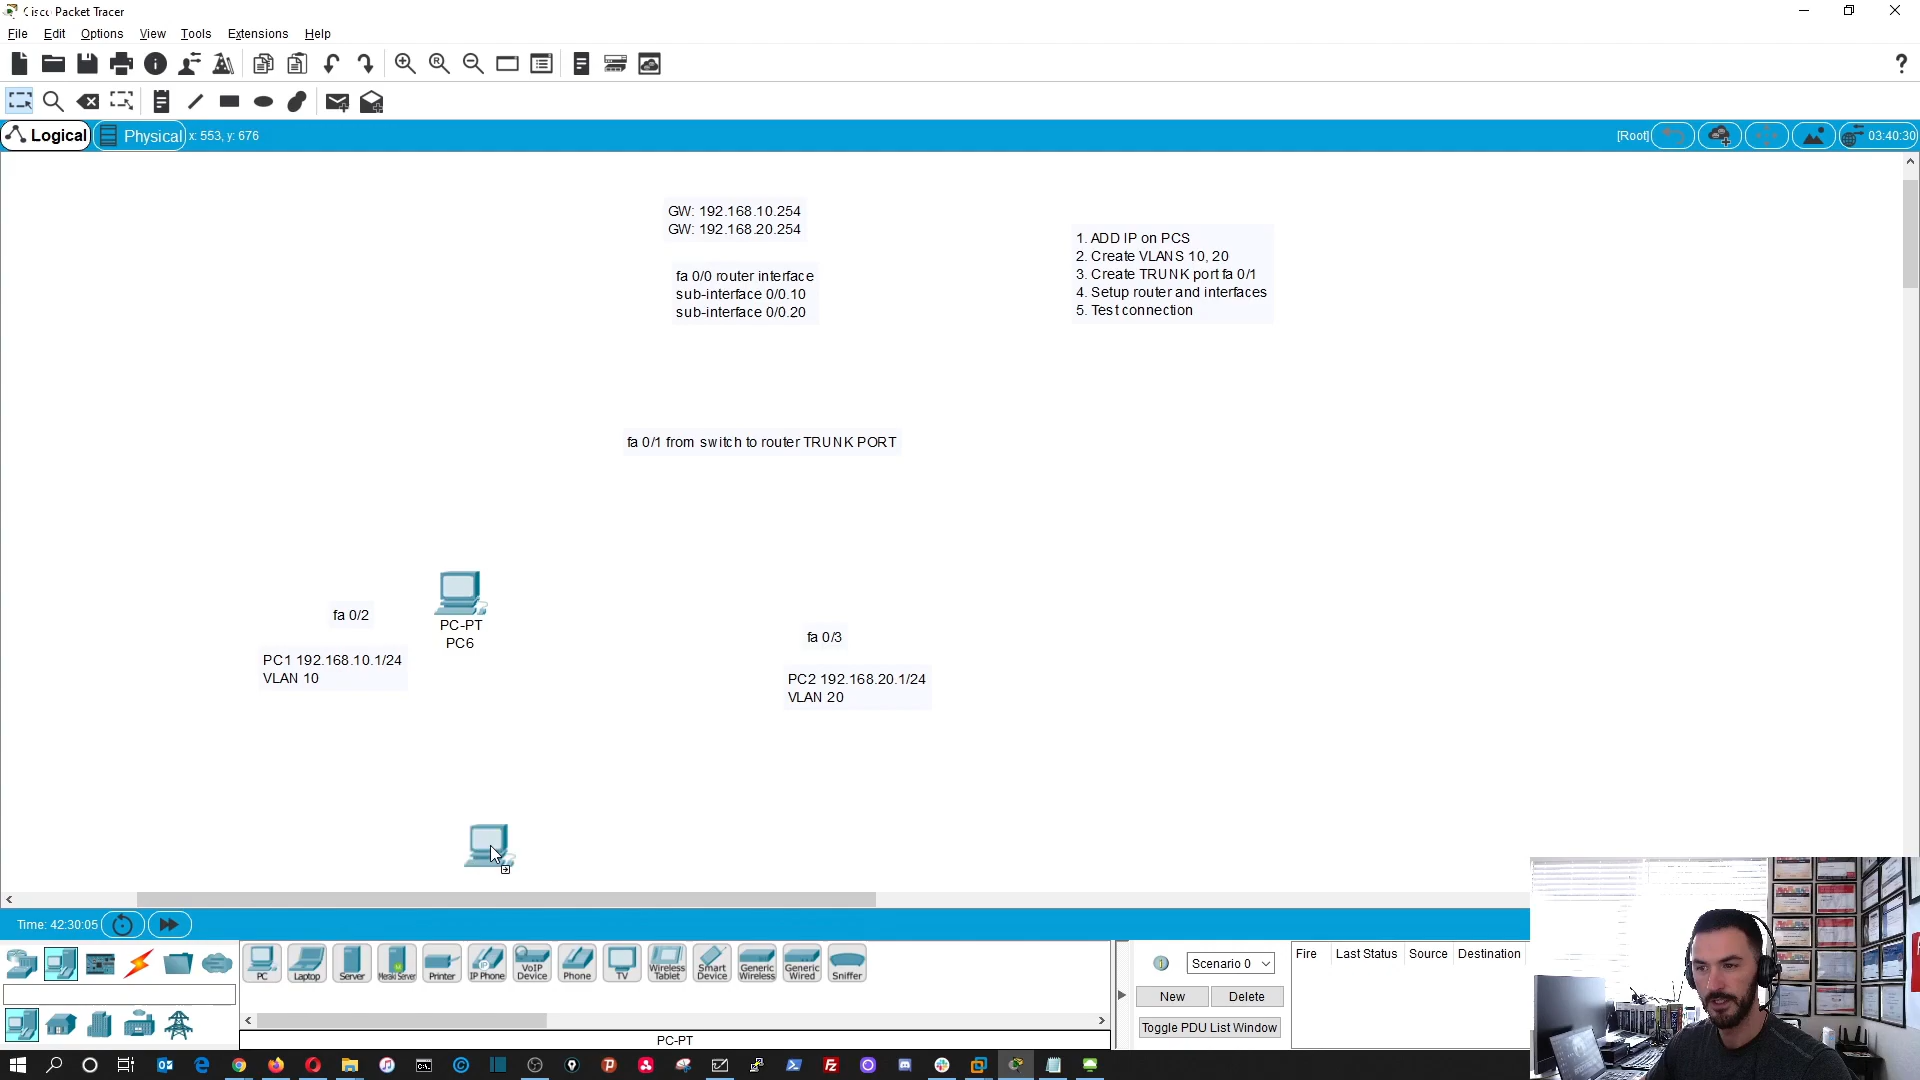 Cisco Packet Tracer
File Edit Options View Tools Extensions Help
?
Logical Physical x: 553, y: 676 [Root] 03:40:30
GW: 192.168.10.254
GW: 192.168.20.254
fa 0/0 router interface
sub-interface 0/0.10
sub-interface 0/0.20
1. ADD IP on PCS
2. Create VLANS 10, 20
3. Create TRUNK port fa 0/1
4. Setup router and interfaces
5. Test connection
fa 0/1 from switch to router TRUNK PORT
fa 0/2
PC-PT
PC6
PC1 192.168.10.1/24
VLAN 10
fa 0/3
PC2 192.168.20.1/24
VLAN 20
Time: 42:30:05
PC Laptop Server Meraki Server Printer IP Phone VoIP Device Phone TV Wireless Tablet Smart Device Generic Wireless Generic Wired Sniffer
PC-PT
Scenario 0
New Delete
Toggle PDU List Window
Fire Last Status Source Destination